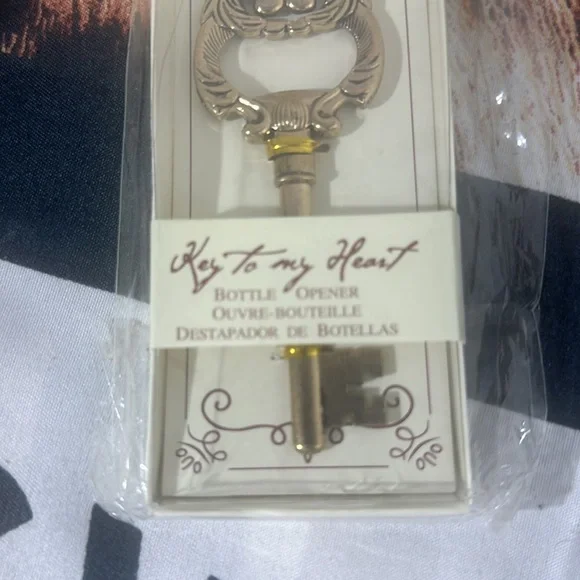 Key to my Heart
BOTTLE OPENER
OUVRE-BOUTEILLE
DESTAPADOR DE BOTELLAS